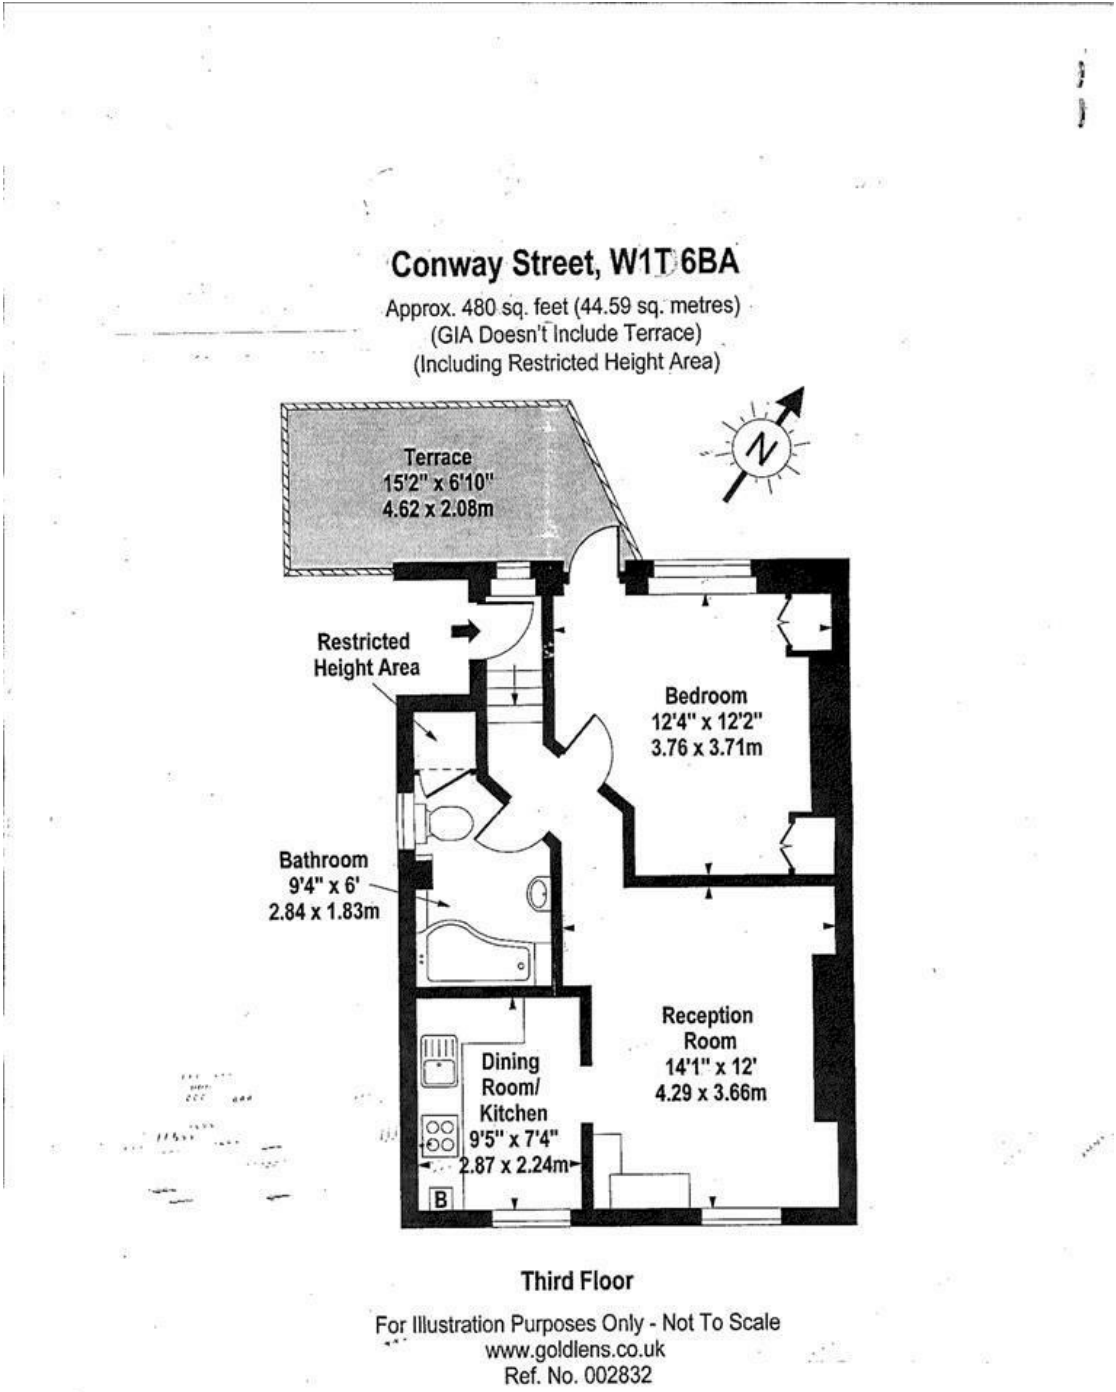 Conway Street, W1T 6BA
Approx. 480 sq. feet (44.59 sq. metres)
(GIA Doesn't Include Terrace)
(Including Restricted Height Area)
Terrace
15'2" x 6'10"
4.62 x 2.08m
N
Restricted
Height Area
Bedroom
12'4" x 12'2"
3.76 x 3.71m
Bathroom
9'4" x 6'
2.84 x 1.83m
Reception
Room
14'1" x 12'
4.29 x 3.66m
Dining
Room/
Kitchen
9'5" x 7'4"
2.87 x 2.24m
B
Third Floor
For Illustration Purposes Only - Not To Scale
www.goldlens.co.uk
Ref. No. 002832